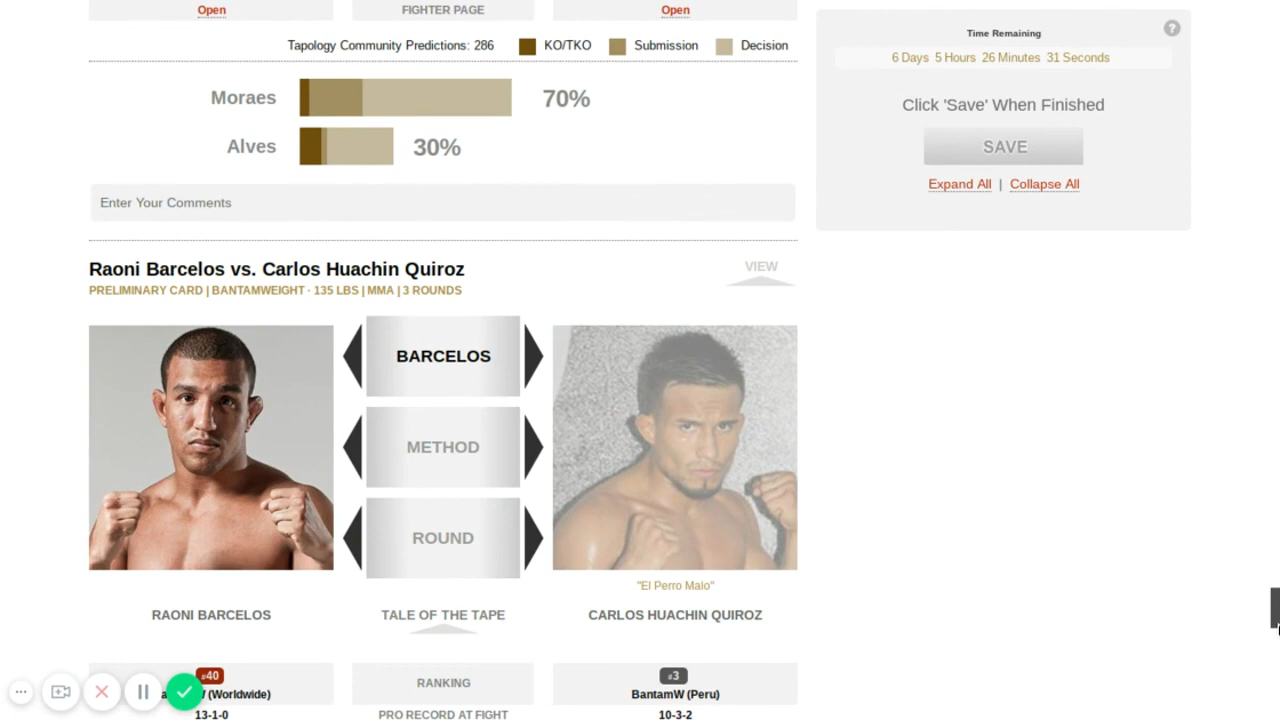 Open FIGHTER PAGE Open
Tapology Community Predictions: 286 KO/TKO Submission Decision
Moraes 70%
Alves 30%
Enter Your Comments
Time Remaining
?
6 Days 5 Hours 26 Minutes 31 Seconds
Click 'Save' When Finished
SAVE
Expand All | Collapse All
Raoni Barcelos vs. Carlos Huachin Quiroz
VIEW
PRELIMINARY CARD | BANTAMWEIGHT · 135 LBS | MMA | 3 ROUNDS
BARCELOS
METHOD
ROUND
"El Perro Malo"
RAONI BARCELOS TALE OF THE TAPE CARLOS HUACHIN QUIROZ
#40 RANKING #3
(Worldwide) BantamW (Peru)
13-1-0 PRO RECORD AT FIGHT 10-3-2